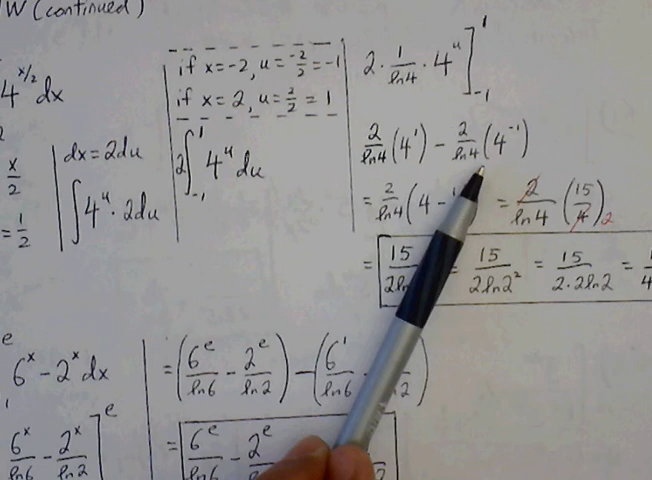 W (continued)
4^{x/2} dx
2
x/2
= 1/2
dx = 2du
∫ 4^u · 2du
if x = -2, u = -2/2 = -1
if x = 2, u = 2/2 = 1
2 ∫_{-1}^{1} 4^u du
2 · 1/ln4 · 4^u ]_{-1}^{1}
2/ln4 (4^1) - 2/ln4 (4^{-1})
= 2/ln4 (4 - = 2/ln4 (15/4) 2
= 15/2ln = 15/2ln2^2 = 15/2·2ln2 =
e
6^x - 2^x dx
1
6^x/ln6 - 2^x/ln2 ]^e
= (6^e/ln6 - 2^e/ln2) - (6^1/ln6
= 6^e/ln6 - 2^e